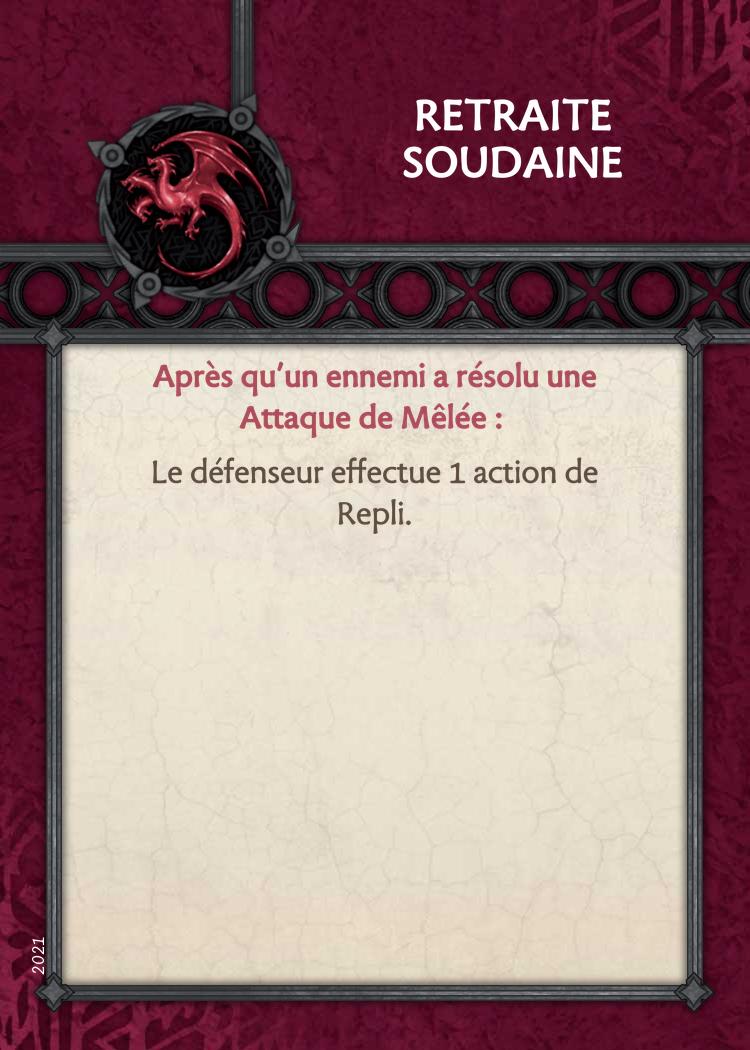 RETRAITE
SOUDAINE
Après qu'un ennemi a résolu une
Attaque de Mêlée :
Le défenseur effectue 1 action de
Repli.
2021